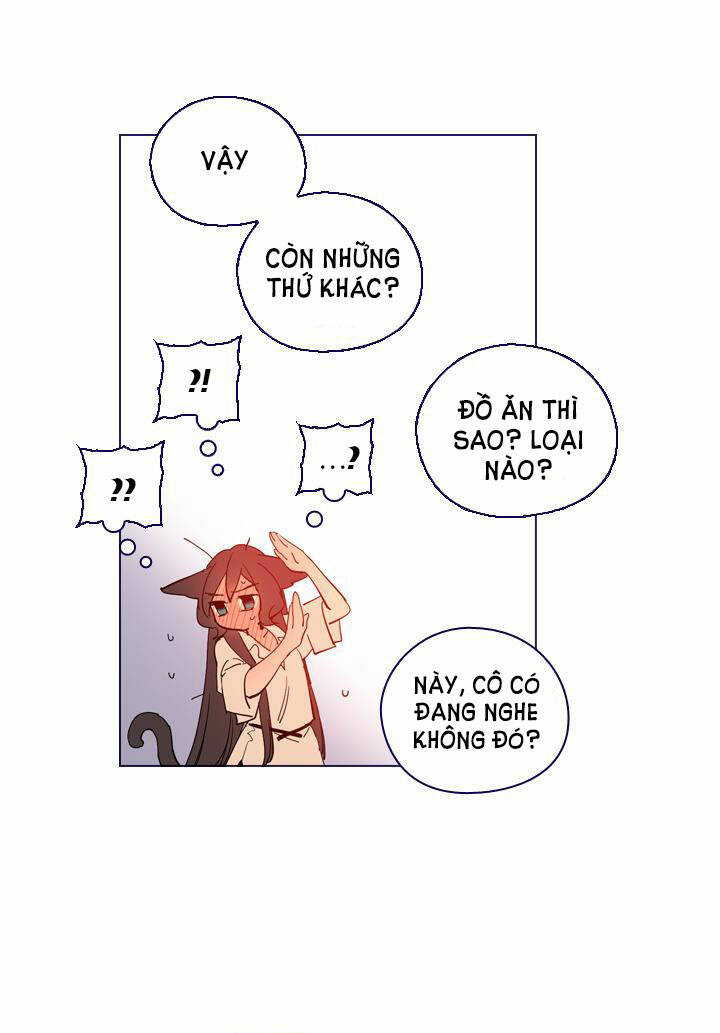 VẬY
CÒN NHỮNG
THỨ KHÁC?
?!
ĐỒ ĂN THÌ
SAO? LOẠI
NÀO?
...?
??
NÀY, CÔ CÓ
ĐANG NGHE
KHÔNG ĐÓ?